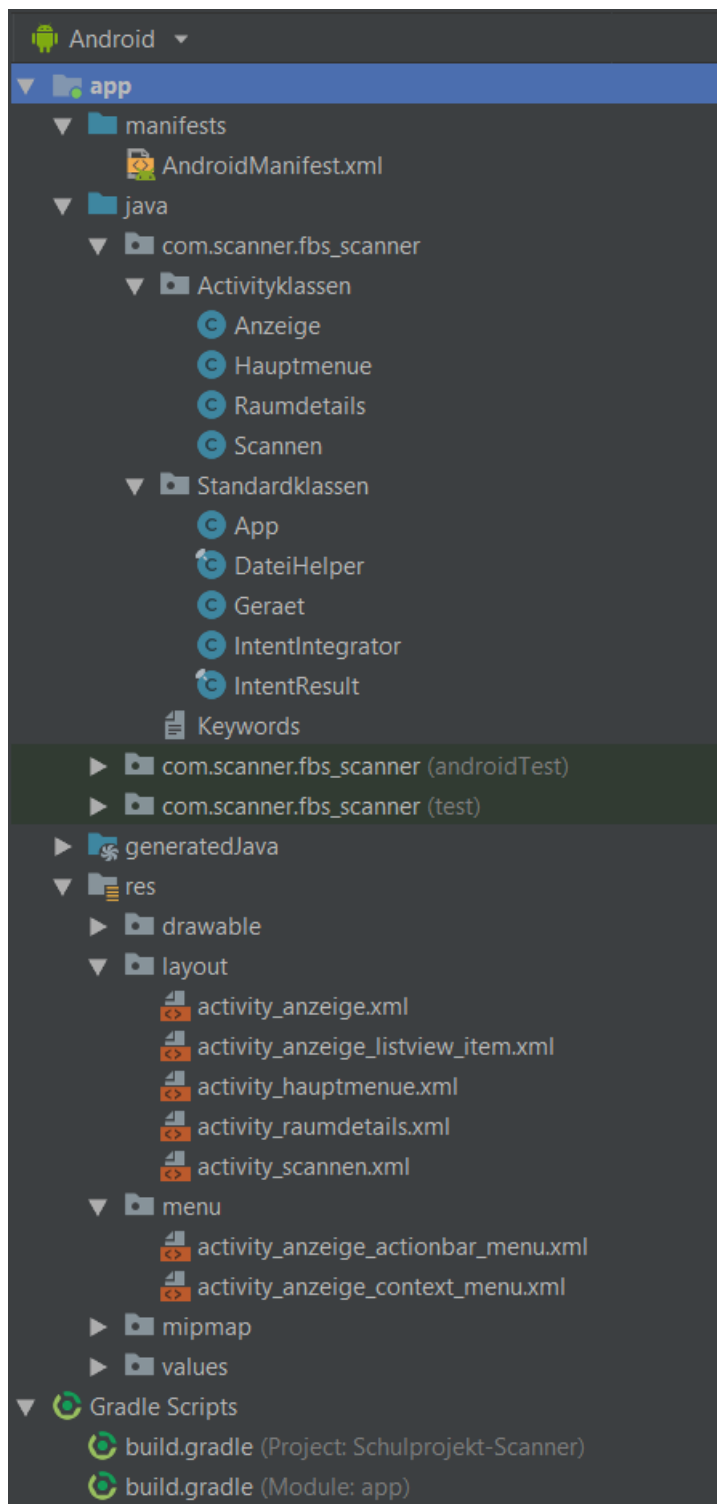 Android
app
manifests
AndroidManifest.xml
java
com.scanner.fbs_scanner
Activityklassen
Anzeige
Hauptmenue
Raumdetails
Scannen
Standardklassen
App
DateiHelper
Geraet
IntentIntegrator
IntentResult
Keywords
com.scanner.fbs_scanner (androidTest)
com.scanner.fbs_scanner (test)
generatedJava
res
drawable
layout
activity_anzeige.xml
activity_anzeige_listview_item.xml
activity_hauptmenue.xml
activity_raumdetails.xml
activity_scannen.xml
menu
activity_anzeige_actionbar_menu.xml
activity_anzeige_context_menu.xml
mipmap
values
Gradle Scripts
build.gradle (Project: Schulprojekt-Scanner)
build.gradle (Module: app)